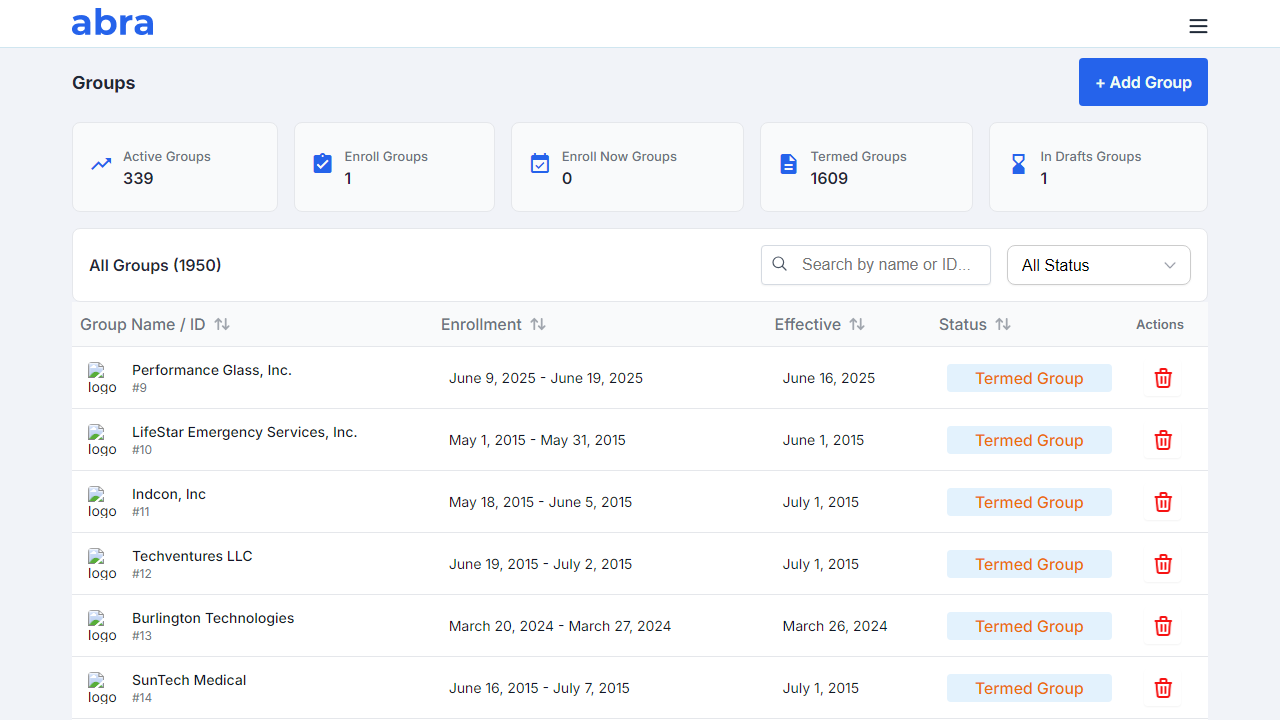 abra
Groups
+ Add Group
Active Groups
339
Enroll Groups
1
Enroll Now Groups
0
Termed Groups
1609
In Drafts Groups
1
All Groups (1950)
Search by name or ID...
All Status
Group Name / ID Enrollment Effective Status Actions
logo
Performance Glass, Inc.
#9
June 9, 2025 - June 19, 2025
June 16, 2025
Termed Group
logo
LifeStar Emergency Services, Inc.
#10
May 1, 2015 - May 31, 2015
June 1, 2015
Termed Group
logo
Indcon, Inc
#11
May 18, 2015 - June 5, 2015
July 1, 2015
Termed Group
logo
Techventures LLC
#12
June 19, 2015 - July 2, 2015
July 1, 2015
Termed Group
logo
Burlington Technologies
#13
March 20, 2024 - March 27, 2024
March 26, 2024
Termed Group
logo
SunTech Medical
#14
June 16, 2015 - July 7, 2015
July 1, 2015
Termed Group